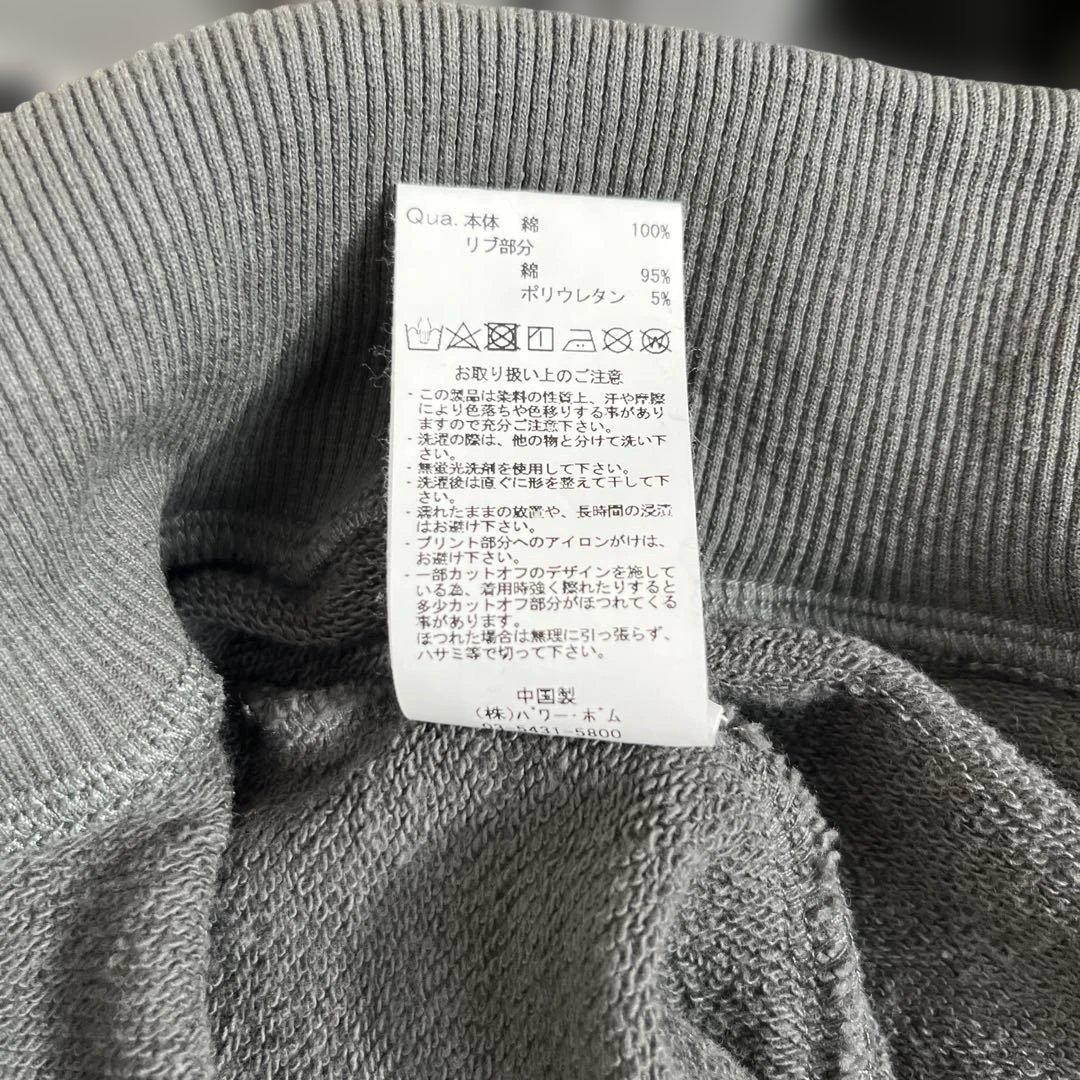 Qua. 本体 綿 100%
リブ部分
綿 95%
ポリウレタン 5%
お取り扱い上のご注意
・この製品は染料の性質上、汗や摩擦
により色落ちや色移りする事があり
ますので充分ご注意下さい。
・洗濯の際は、他の物と分けて洗い下
さい。
・無蛍光洗剤を使用して下さい。
・洗濯後は直ぐに形を整えて干して下
さい。
・濡れたままの放置や、長時間の浸漬
はお避け下さい。
・プリント部分へのアイロンがけは、
お避け下さい。
・一部カットオフのデザインを施して
いる為、着用時強く擦れたりすると
多少カットオフ部分がほつれてくる
事があります。
ほつれた場合は無理に引っ張らず、
ハサミ等で切って下さい。
中国製
(株)パワー・ボム
03-5431-5800